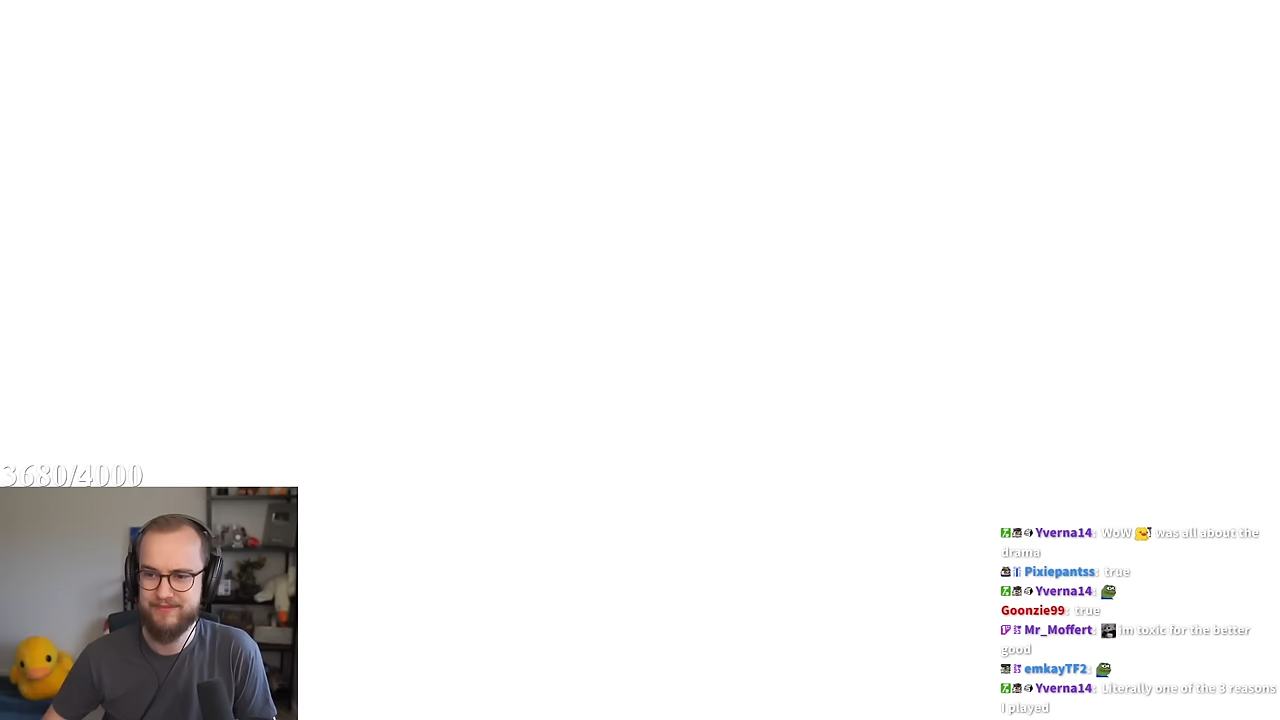 3680/4000
Yverna14: WoW was all about the
drama
Pixiepantss: true
Yverna14:
Goonzie99: true
Mr_Moffert: im toxic for the better
good
emkayTF2:
Yverna14: Literally one of the 3 reasons
I played